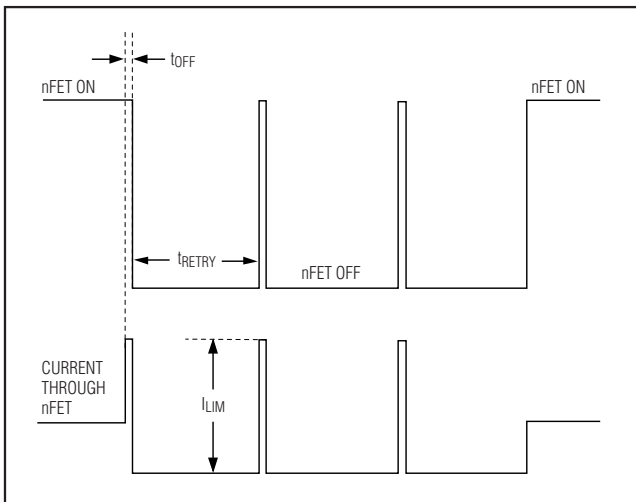 tOFF
nFET ON
nFET ON
tRETRY
nFET OFF
CURRENT
THROUGH
nFET
ILIM